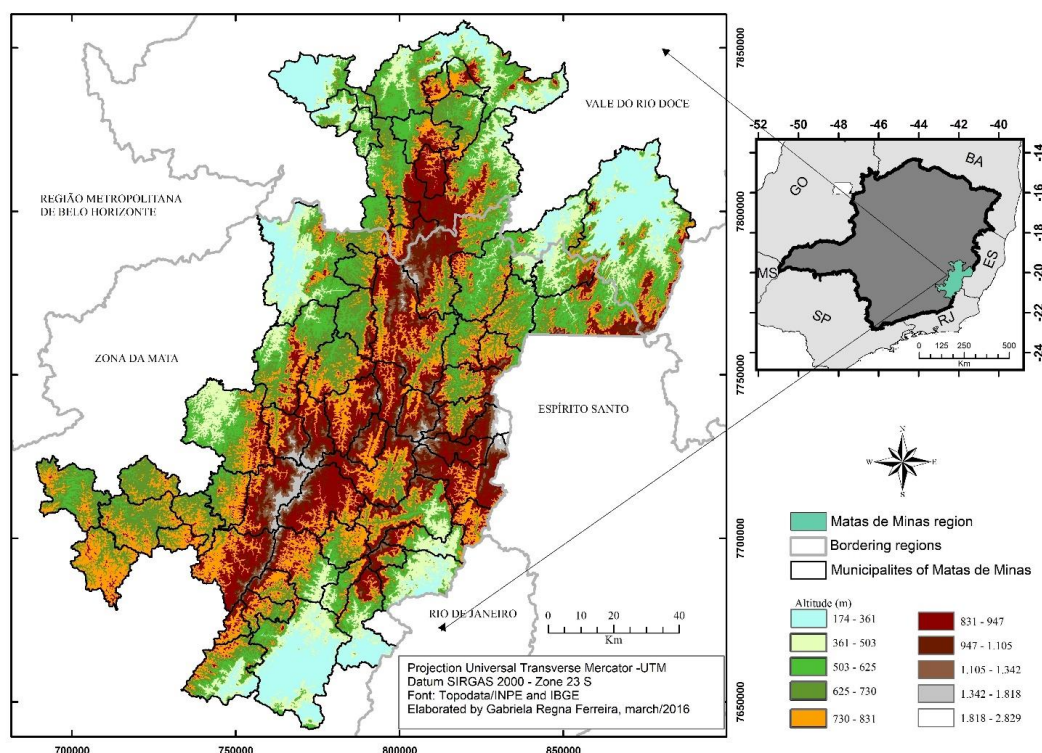 VALE DO RIO DOCE
REGIÃO METROPOLITANA
DE BELO HORIZONTE
ZONA DA MATA
ESPÍRITO SANTO
RIO DE JANEIRO
0 10 20 40
Km
Projection Universal Transverse Mercator -UTM
Datum SIRGAS 2000 - Zone 23 S
Font: Topodata/INPE and IBGE
Elaborated by Gabriela Regna Ferreira, march/2016
700000 750000 800000 850000
7850000
7800000
7750000
7700000
7650000
-52 -50 -48 -46 -44 -42 -40
-14
-16
-18
-20
-22
-24
BA
GO
MS
ES
SP
RJ
0 125 250 500
Km
N
W E
S
Matas de Minas region
Bordering regions
Municipalites of Matas de Minas
Altitude (m)
174 - 361
361 - 503
503 - 625
625 - 730
730 - 831
831 - 947
947 - 1.105
1.105 - 1.342
1.342 - 1.818
1.818 - 2.829